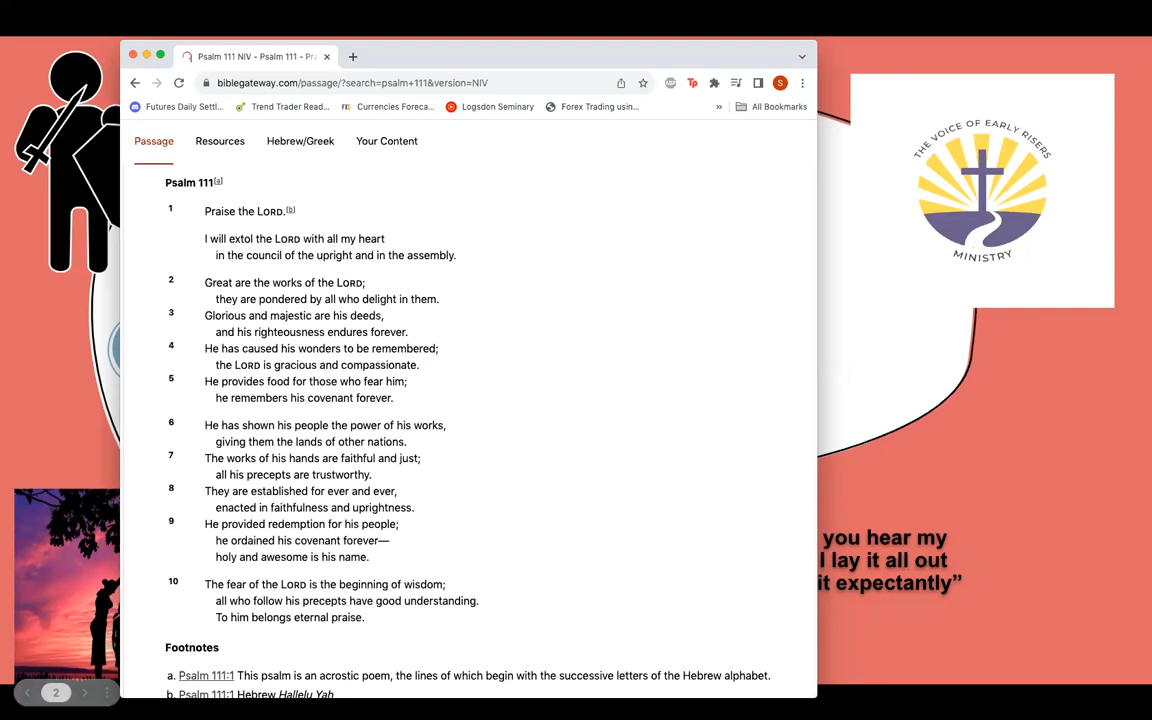 Psalm 111 NIV - Psalm 111 - Pra
biblegateway.com/passage/?search=psalm+111&version=NIV
Futures Daily Settl... Trend Trader Read... Currencies Foreca... Logsdon Seminary Forex Trading usin... » All Bookmarks
Passage Resources Hebrew/Greek Your Content
Psalm 111[a]
1 Praise the LORD.[b]
I will extol the LORD with all my heart
in the council of the upright and in the assembly.
2 Great are the works of the LORD;
they are pondered by all who delight in them.
3 Glorious and majestic are his deeds,
and his righteousness endures forever.
4 He has caused his wonders to be remembered;
the LORD is gracious and compassionate.
5 He provides food for those who fear him;
he remembers his covenant forever.
6 He has shown his people the power of his works,
giving them the lands of other nations.
7 The works of his hands are faithful and just;
all his precepts are trustworthy.
8 They are established for ever and ever,
enacted in faithfulness and uprightness.
9 He provided redemption for his people;
he ordained his covenant forever—
holy and awesome is his name.
10 The fear of the LORD is the beginning of wisdom;
all who follow his precepts have good understanding.
To him belongs eternal praise.
Footnotes
a. Psalm 111:1 This psalm is an acrostic poem, the lines of which begin with the successive letters of the Hebrew alphabet.
b. Psalm 111:1 Hebrew Hallelu Yah
THE VOICE OF EARLY RISERS
MINISTRY
you hear my
I lay it all out
it expectantly”
2
S
Tp